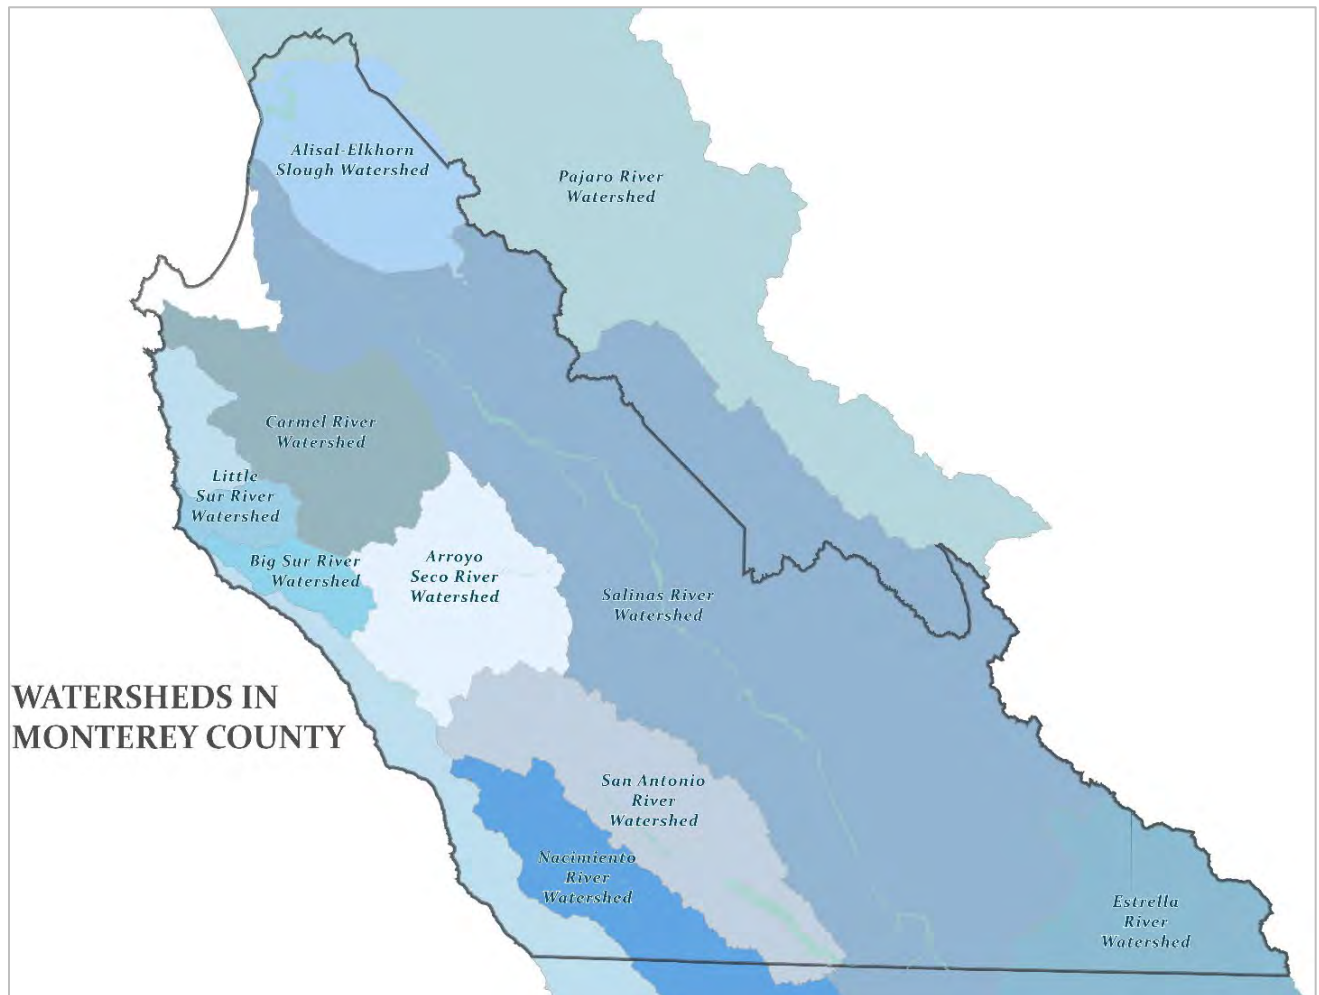 Alisal-Elkhorn
Slough Watershed
Pajaro River
Watershed
Carmel River
Watershed
Little
Sur River
Watershed
Big Sur River
Watershed
Arroyo
Seco River
Watershed
Salinas River
Watershed
WATERSHEDS IN
MONTEREY COUNTY
San Antonio
River
Watershed
Nacimiento
River
Watershed
Estrella
River
Watershed